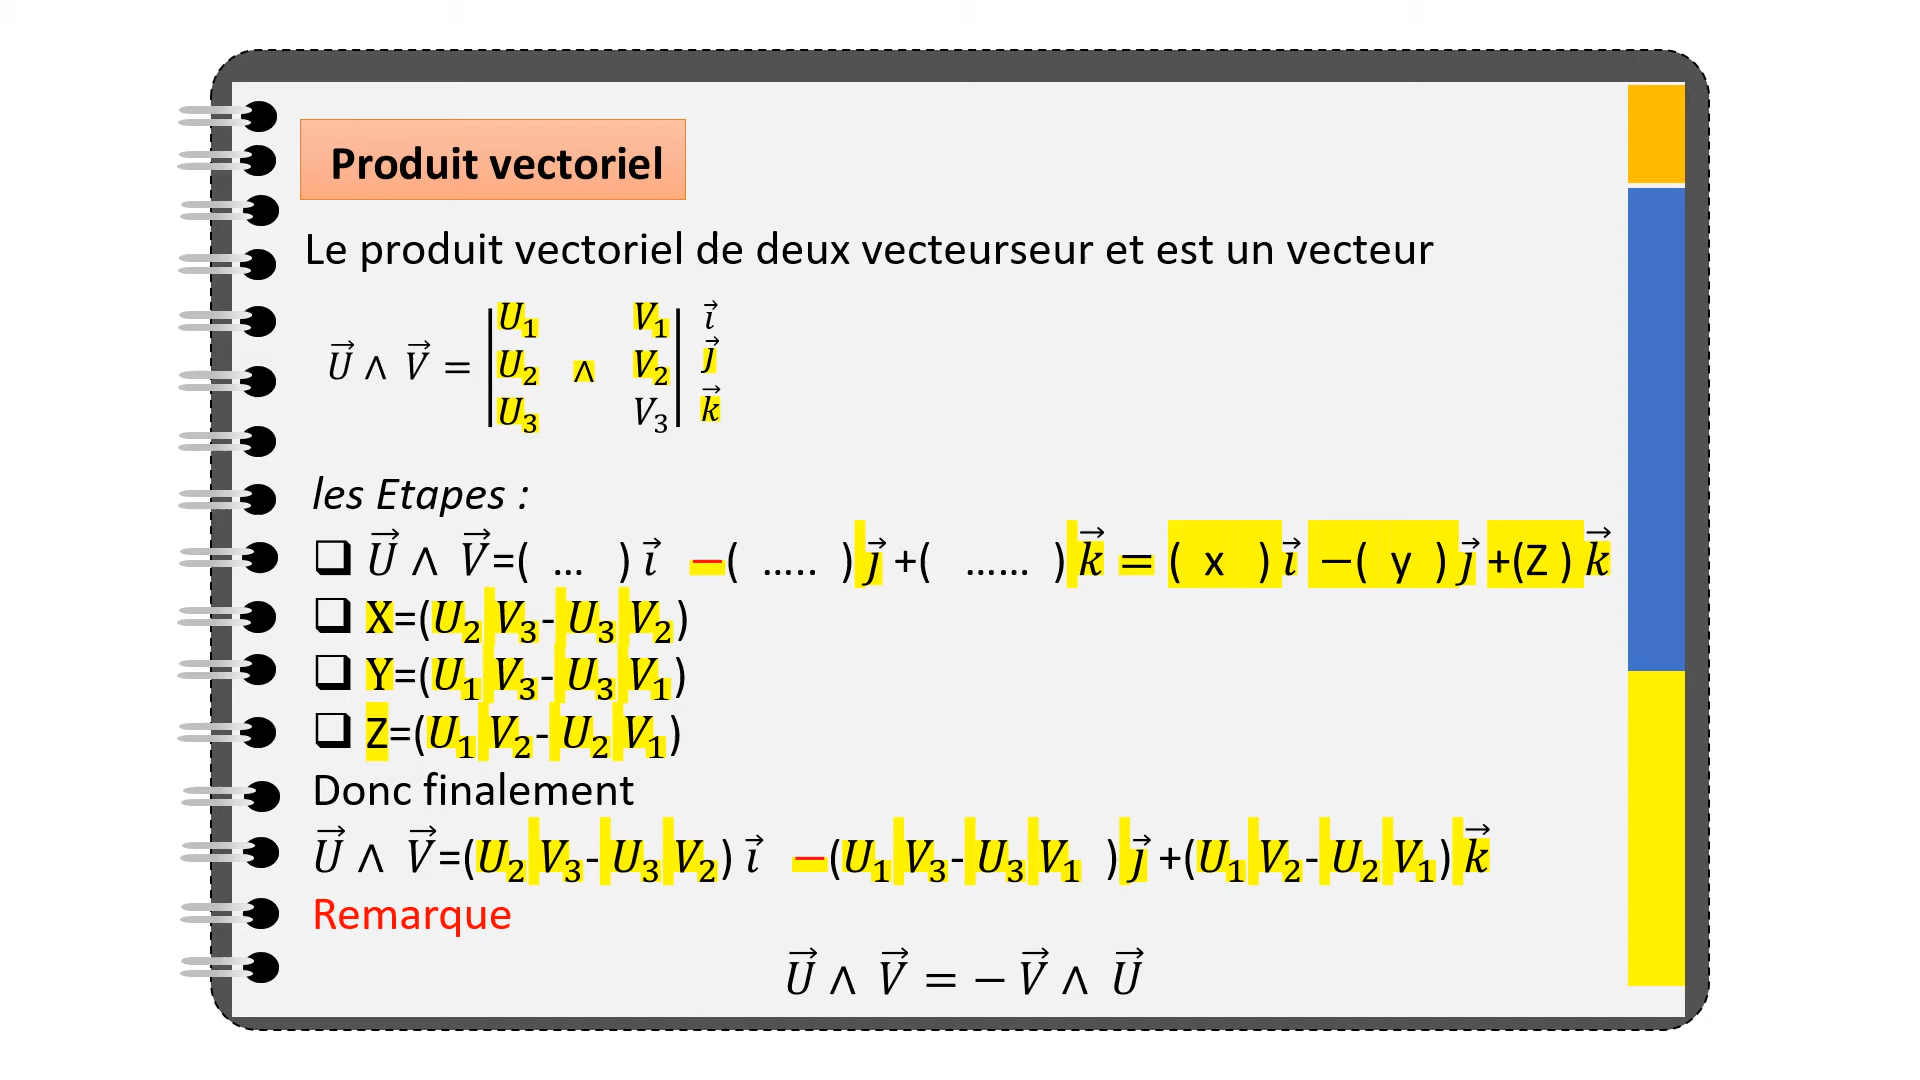 Produit vectoriel
Le produit vectoriel de deux vecteurseur et est un vecteur
U⃗ ∧ V⃗ = | U₁ V₁ | i⃗
U₂ ∧ V₂ j⃗
U₃ V₃ k⃗
les Etapes :
❑ U⃗ ∧ V⃗=( … ) i⃗ −( ….. ) j⃗ +( …… ) k⃗ = ( x ) i⃗ −( y ) j⃗ +(Z ) k⃗
❑ X=(U₂ V₃- U₃ V₂)
❑ Y=(U₁ V₃- U₃ V₁)
❑ Z=(U₁ V₂- U₂ V₁)
Donc finalement
U⃗ ∧ V⃗=(U₂ V₃- U₃ V₂) i⃗ −(U₁ V₃- U₃ V₁ ) j⃗ +(U₁ V₂- U₂ V₁) k⃗
Remarque
U⃗ ∧ V⃗ = − V⃗ ∧ U⃗